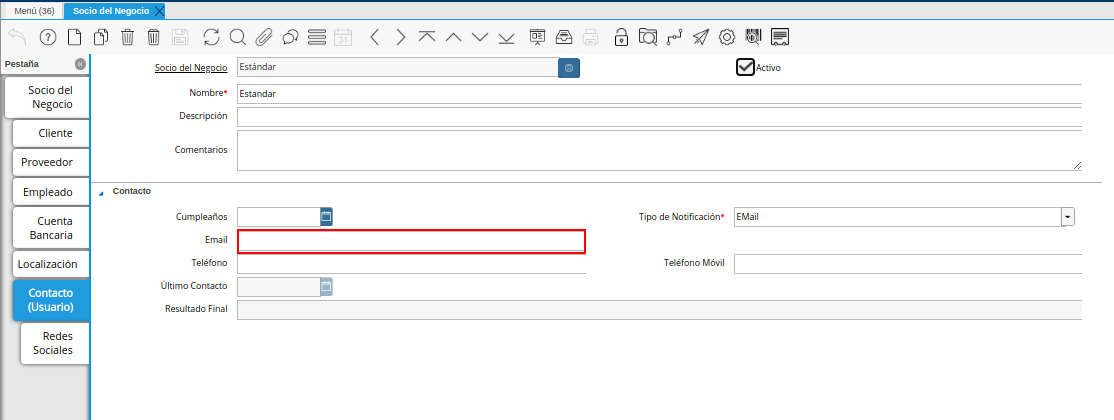 Menú (36)
Socio del Negocio
31
Pestaña
Socio del
Negocio
Cliente
Proveedor
Empleado
Cuenta
Bancaria
Localización
Contacto
(Usuario)
Redes
Sociales
Socio del Negocio
Estándar
Activo
Nombre*
Estandar
Descripción
Comentarios
Contacto
Cumpleaños
Tipo de Notificación*
EMail
Email
Teléfono
Teléfono Móvil
Último Contacto
Resultado Final